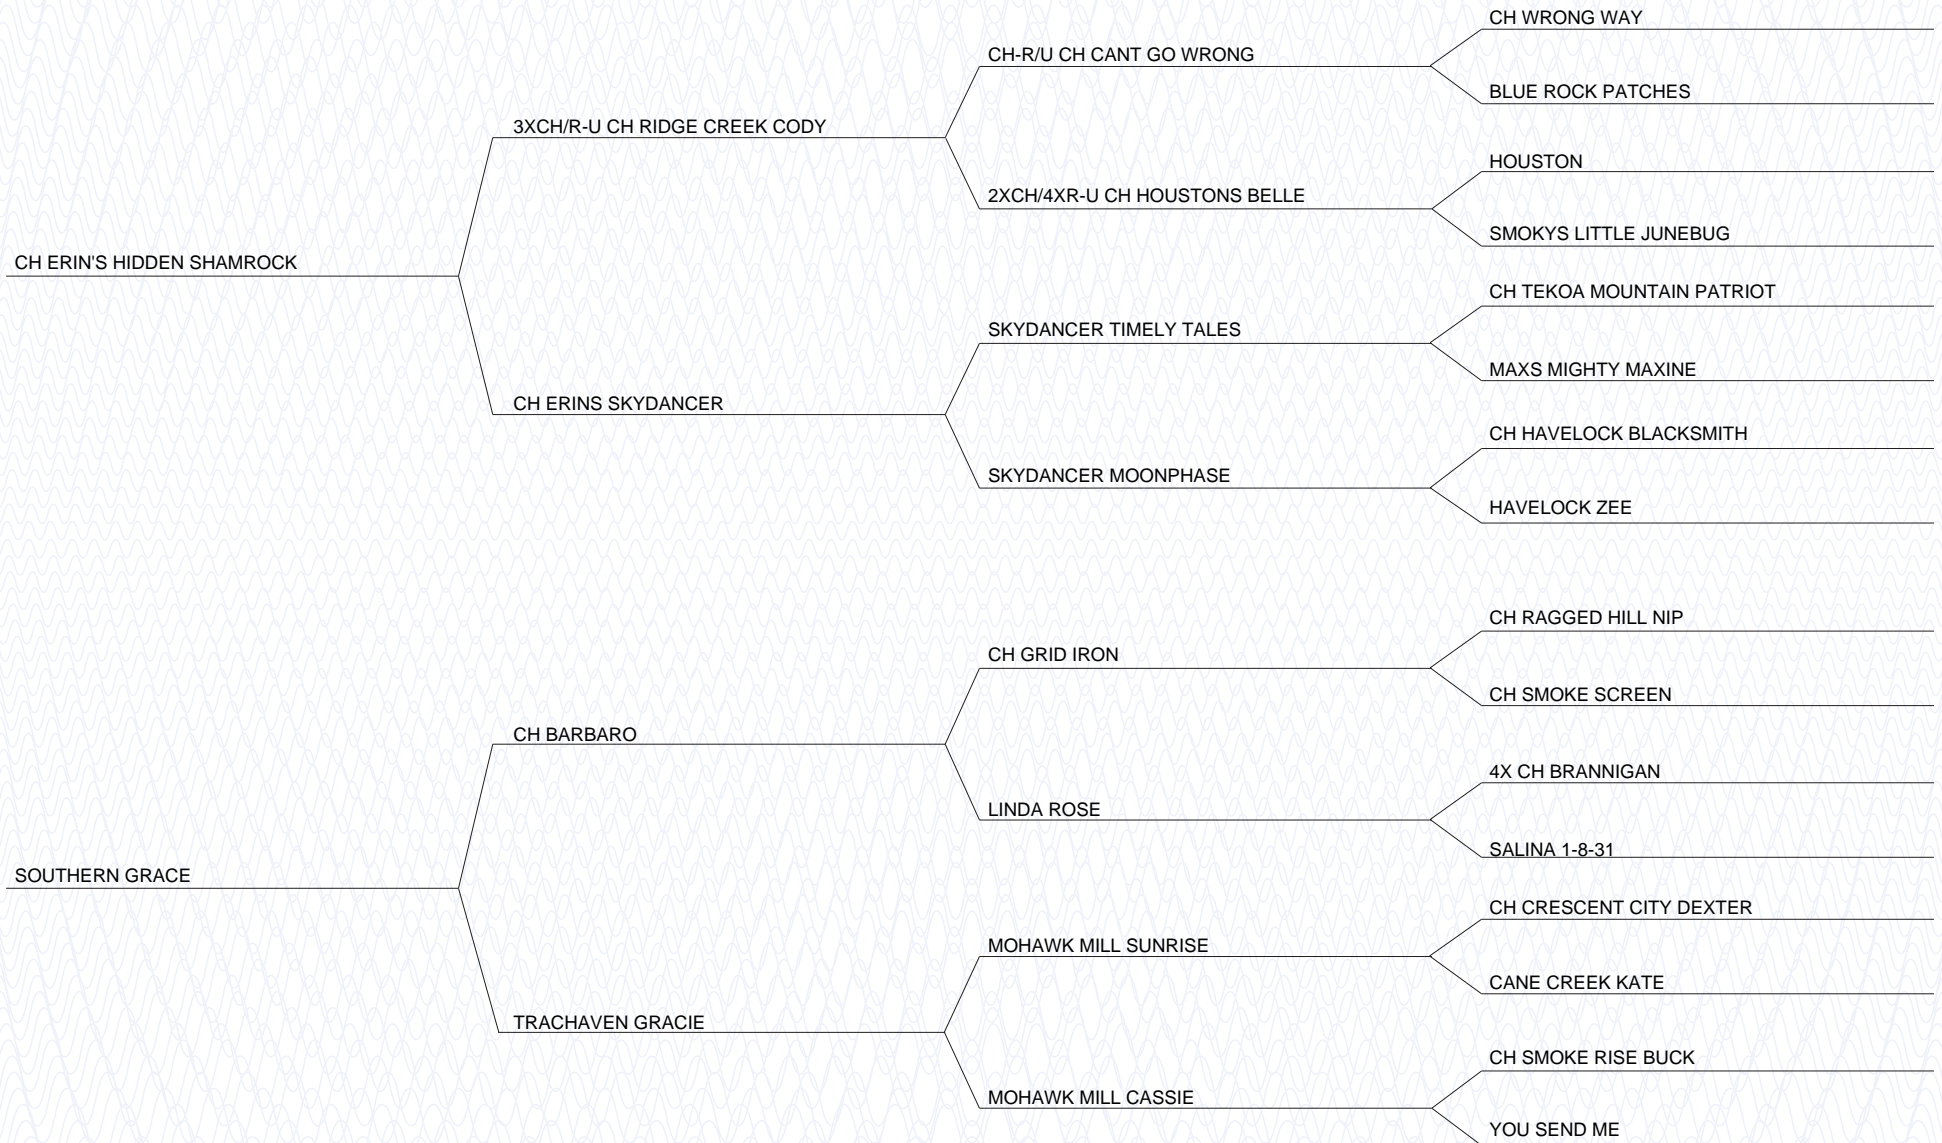 CH WRONG WAY
CH-R/U CH CANT GO WRONG
BLUE ROCK PATCHES
3XCH/R-U CH RIDGE CREEK CODY
HOUSTON
2XCH/4XR-U CH HOUSTONS BELLE
SMOKYS LITTLE JUNEBUG
CH ERIN'S HIDDEN SHAMROCK
CH TEKOA MOUNTAIN PATRIOT
SKYDANCER TIMELY TALES
MAXS MIGHTY MAXINE
CH ERINS SKYDANCER
CH HAVELOCK BLACKSMITH
SKYDANCER MOONPHASE
HAVELOCK ZEE
CH RAGGED HILL NIP
CH GRID IRON
CH SMOKE SCREEN
CH BARBARO
4X CH BRANNIGAN
LINDA ROSE
SALINA 1-8-31
SOUTHERN GRACE
CH CRESCENT CITY DEXTER
MOHAWK MILL SUNRISE
CANE CREEK KATE
TRACHAVEN GRACIE
CH SMOKE RISE BUCK
MOHAWK MILL CASSIE
YOU SEND ME